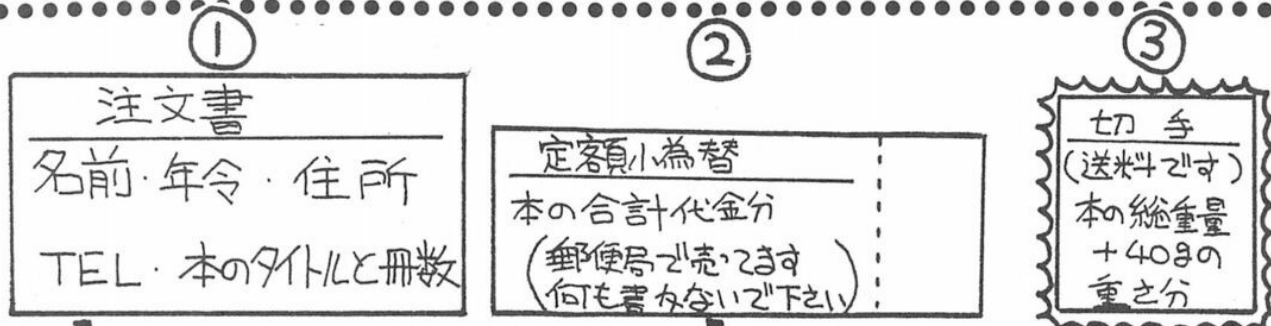 ①
注文書
名前・年令・住所
TEL・本のタイトルと冊数
②
定額小為替
本の合計代金分
(郵便局で売ってます
何も書かないで下さい)
③
切手
(送料です)
本の総重量
+40gの
重さ分